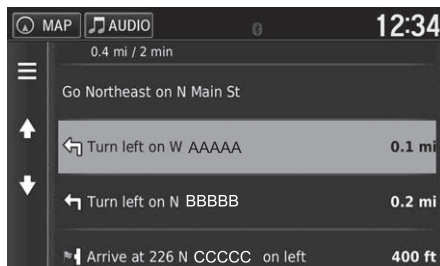 MAP AUDIO 12:34
0.4 mi / 2 min
Go Northeast on N Main St
Turn left on W AAAAA 0.1 mi
Turn left on N BBBBB 0.2 mi
Arrive at 226 N CCCCC on left 400 ft